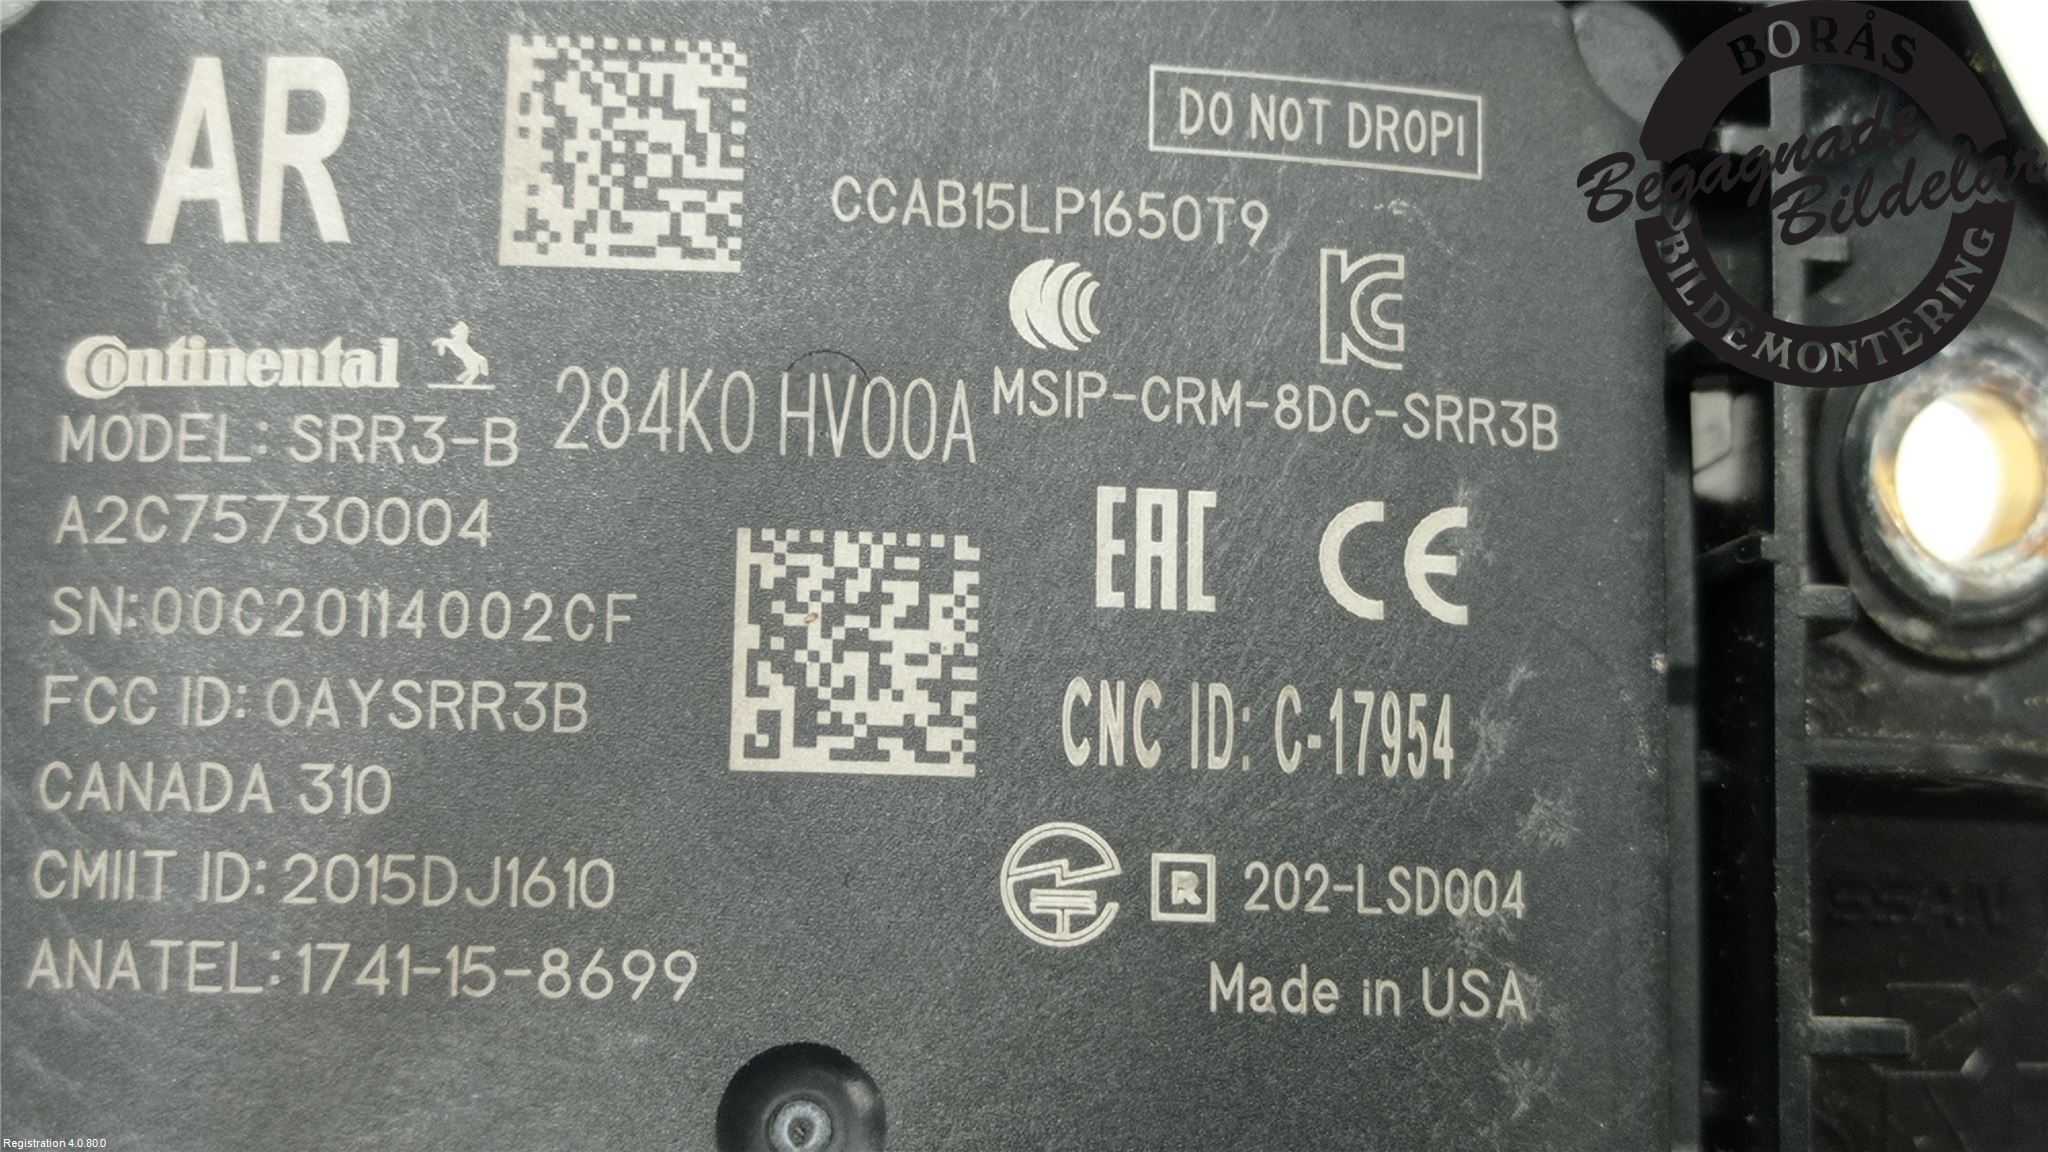 AR
DO NOT DROP!
CCAB15LP1650T9
Continental
MODEL: SRR3-B
284K0 HV00A
MSIP-CRM-8DC-SRR3B
A2C75730004
EAC CE
SN:00C20114002CF
FCC ID: OAYSRR3B
CNC ID: C-17954
CANADA 310
CMIIT ID: 2015DJ1610
R 202-LSD004
ANATEL: 1741-15-8699
Made in USA
BORÅS
Begagnade
Bildelar
BILDEMONTERING
Registration 4.0.80.0